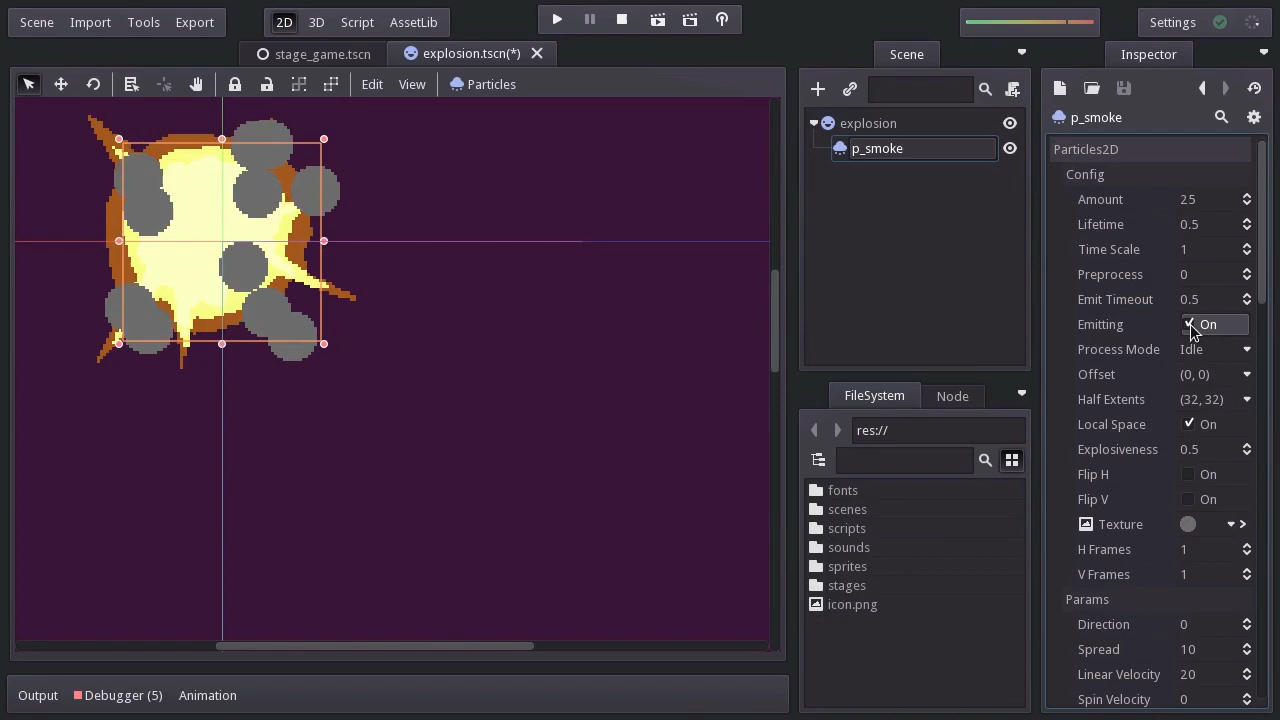 Scene Import Tools Export 2D 3D Script AssetLib Settings
stage_game.tscn explosion.tscn(*)
Edit View Particles
Scene
explosion
p_smoke
FileSystem Node
res://
fonts
scenes
scripts
sounds
sprites
stages
icon.png
Inspector
p_smoke
Particles2D
Config
Amount 25
Lifetime 0.5
Time Scale 1
Preprocess 0
Emit Timeout 0.5
Emitting On
Process Mode Idle
Offset (0, 0)
Half Extents (32, 32)
Local Space On
Explosiveness 0.5
Flip H On
Flip V On
Texture
H Frames 1
V Frames 1
Params
Direction 0
Spread 10
Linear Velocity 20
Spin Velocity 0
Output Debugger (5) Animation